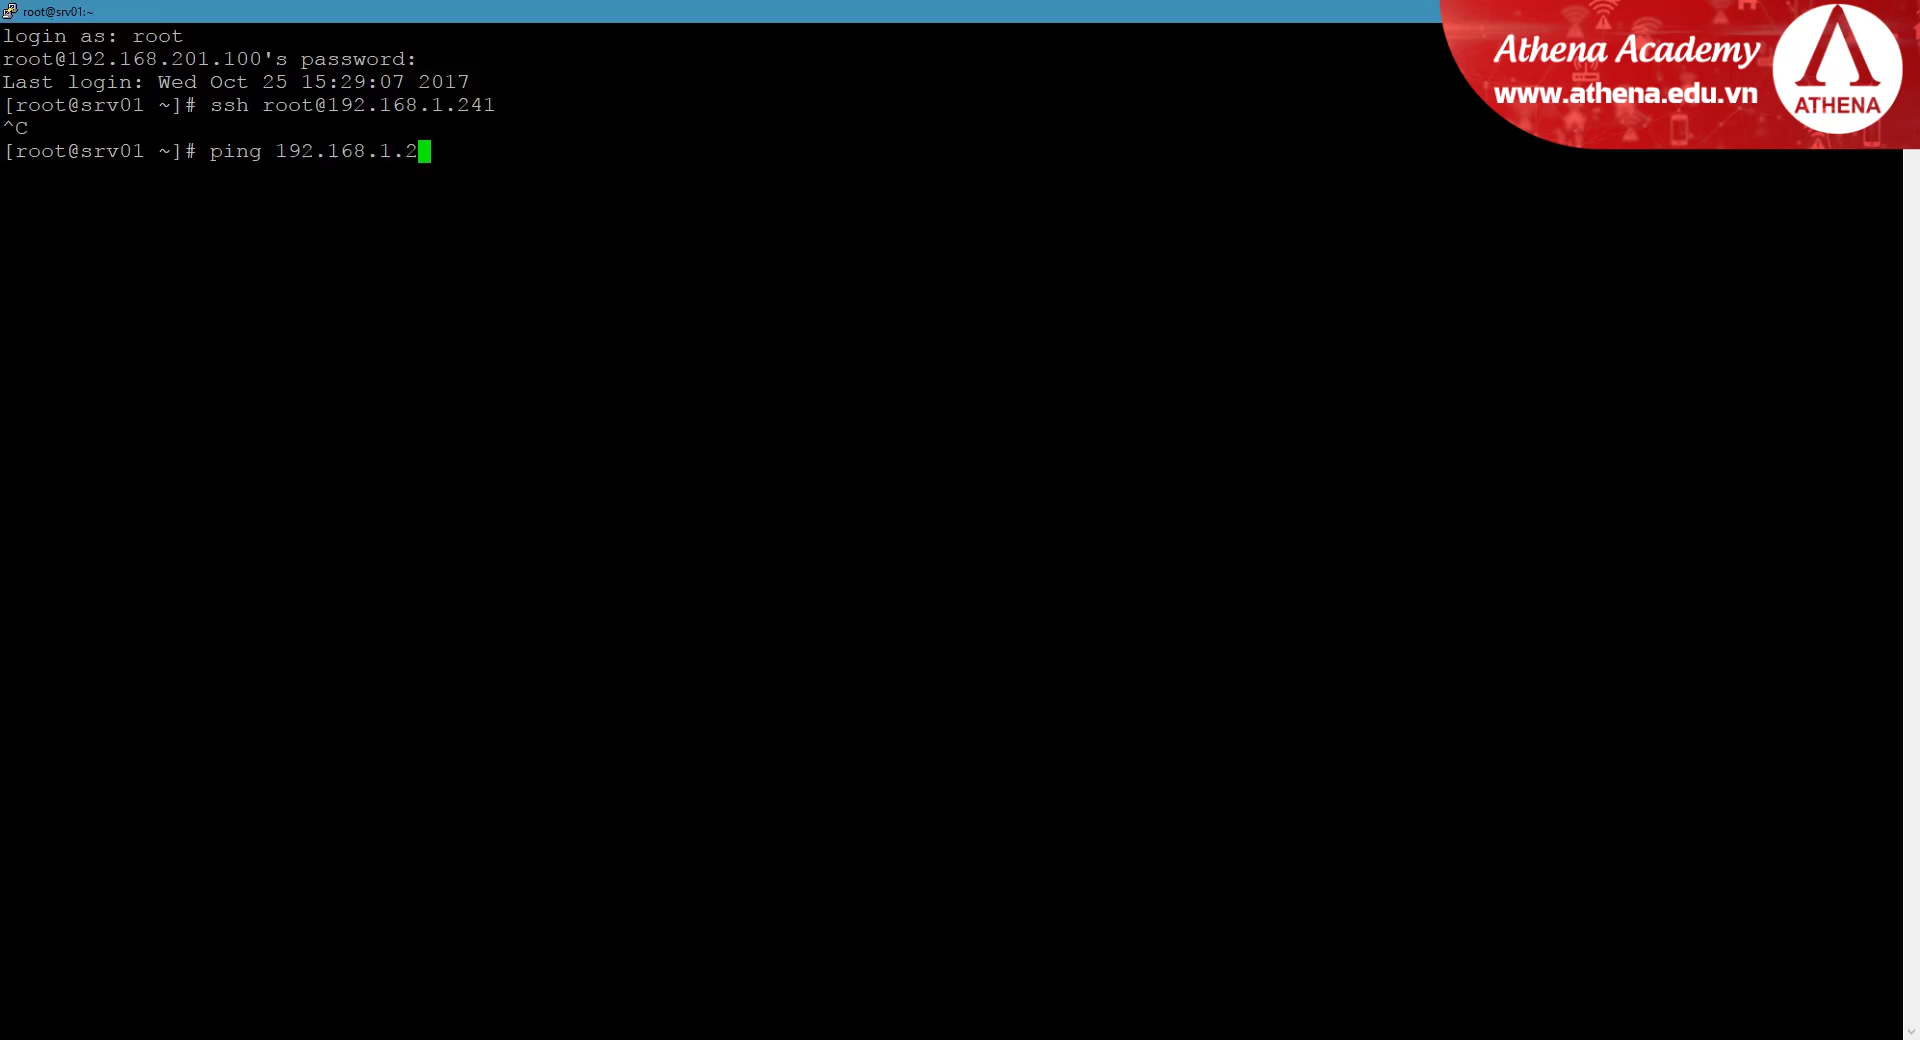 root@srv01:~
login as: root
root@192.168.201.100's password:
Last login: Wed Oct 25 15:29:07 2017
[root@srv01 ~]# ssh root@192.168.1.241
^C
[root@srv01 ~]# ping 192.168.1.2
Athena Academy
www.athena.edu.vn
ATHENA